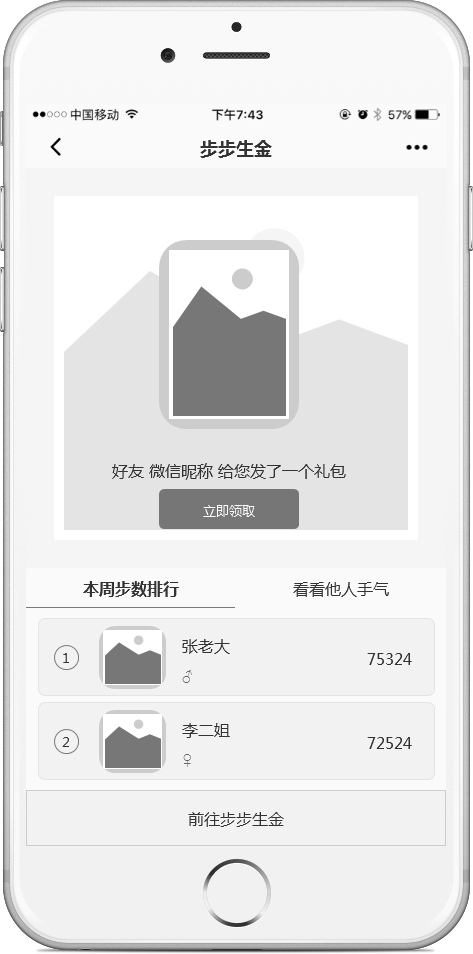 中国移动 下午7:43 57%
步步生金
好友 微信昵称 给您发了一个礼包
立即领取
本周步数排行 看看他人手气
1 张老大 75324
♂
2 李二姐 72524
♀
前往步步生金